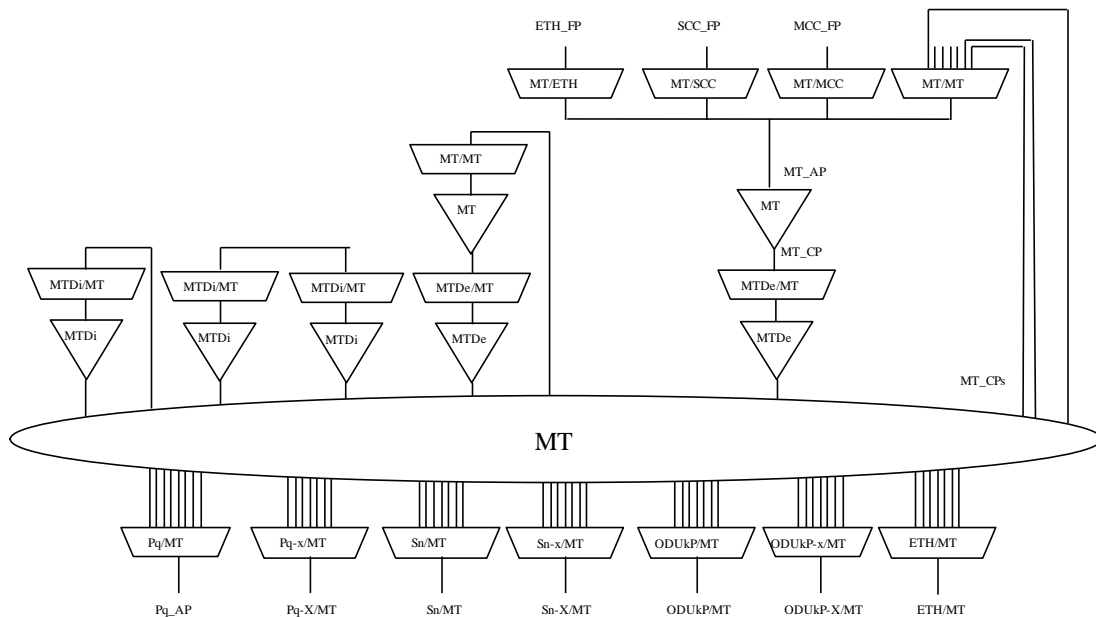 ETH_FP SCC_FP MCC_FP
MT/ETH MT/SCC MT/MCC MT/MT
MT/MT
MT_AP
MT MT
MT_CP
MTDi/MT MTDi/MT MTDi/MT MTDe/MT MTDe/MT
MTDi MTDi MTDi MTDe MTDe
MT_CPs
MT
Pq/MT Pq-x/MT Sn/MT Sn-x/MT ODUkP/MT ODUkP-x/MT ETH/MT
Pq_AP Pq-X/MT Sn/MT Sn-X/MT ODUkP/MT ODUkP-X/MT ETH/MT